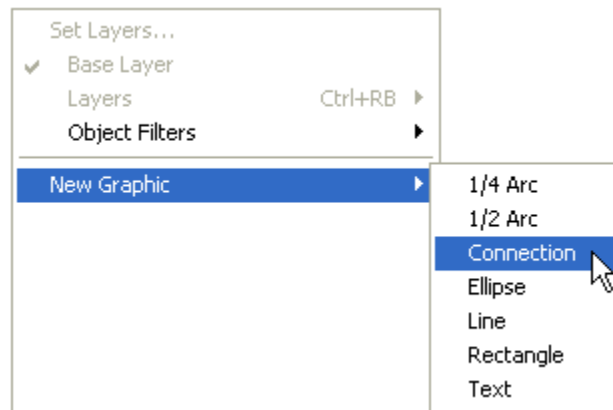 Set Layers...
Base Layer
Layers Ctrl+RB
Object Filters
New Graphic
1/4 Arc
1/2 Arc
Connection
Ellipse
Line
Rectangle
Text